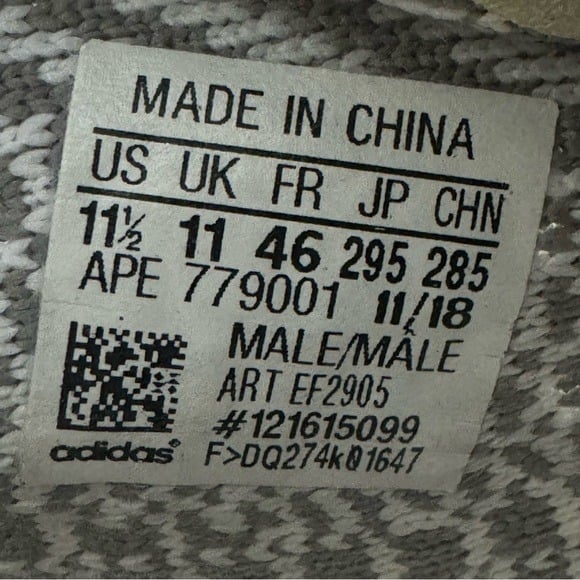 MADE IN CHINA
US UK FR JP CHN
11½ 11 46 295 285
APE 779001 11/18
MALE/MÂLE
ART EF2905
#121615099
adidas® F>DQ274k01647